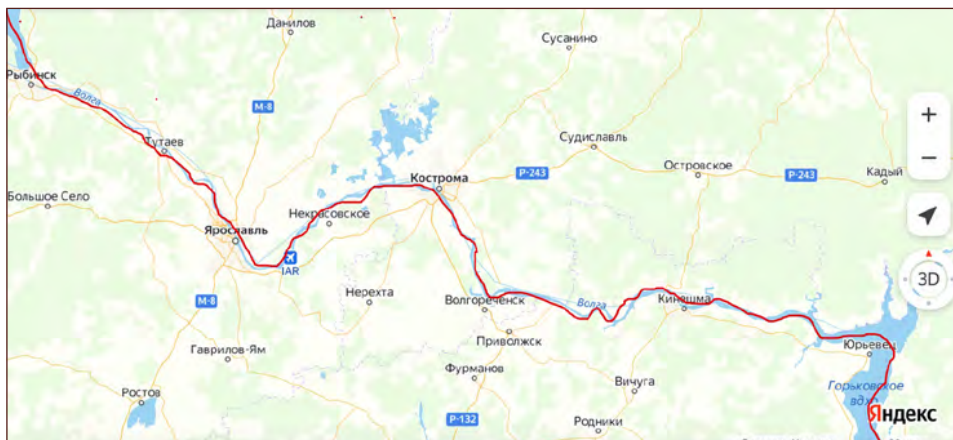 Данилов
Сусанино
Рыбинск
Волга
М-8
Тутаев
Судиславль
Кострома
Р-243
Островское
Р-243
Кадый
Большое Село
Некрасовское
Ярославль
IAR
3D
М-8
Нерехта
Волгореченск
Волга
Кинешма
Приволжск
Юрьевец
Гаврилов-Ям
Фурманов
Вичуга
Горьковское
вдхр.
Ростов
Р-132
Родники
Яндекс